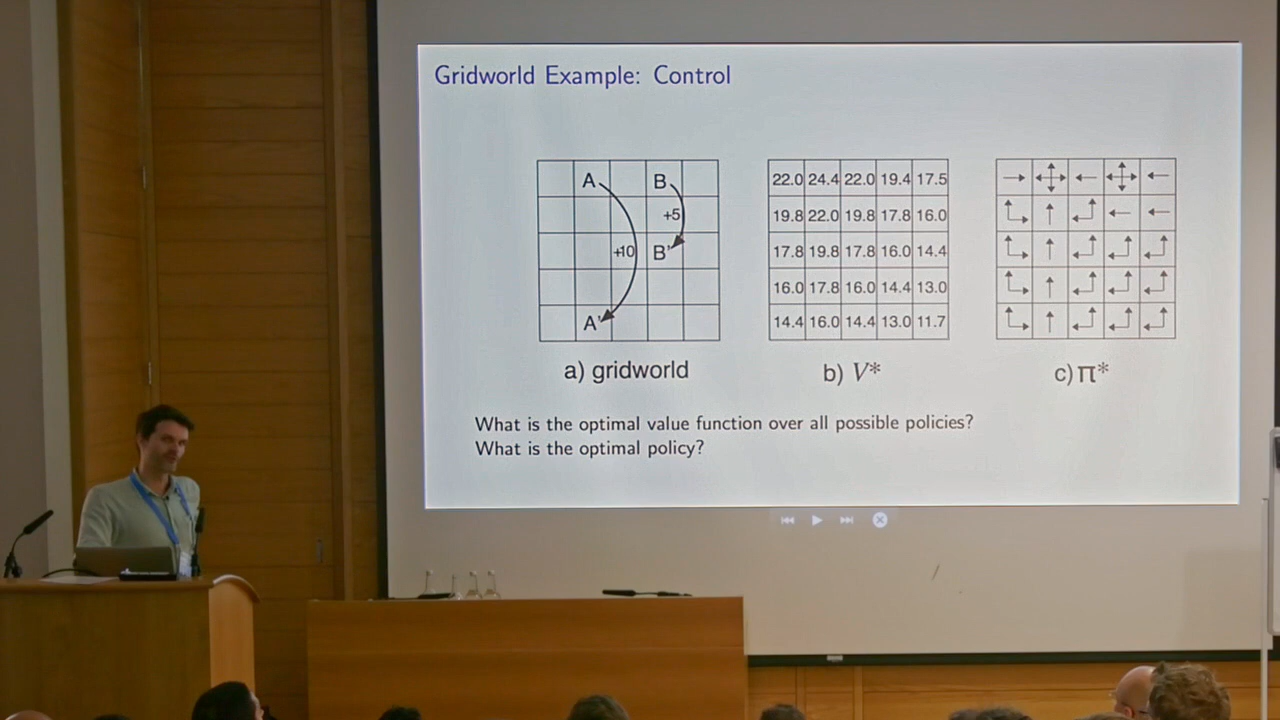 Gridworld Example: Control
A B
+5
+10 B'
A'
22.0 24.4 22.0 19.4 17.5
19.8 22.0 19.8 17.8 16.0
17.8 19.8 17.8 16.0 14.4
16.0 17.8 16.0 14.4 13.0
14.4 16.0 14.4 13.0 11.7
a) gridworld
b) V*
c) π*
What is the optimal value function over all possible policies?
What is the optimal policy?